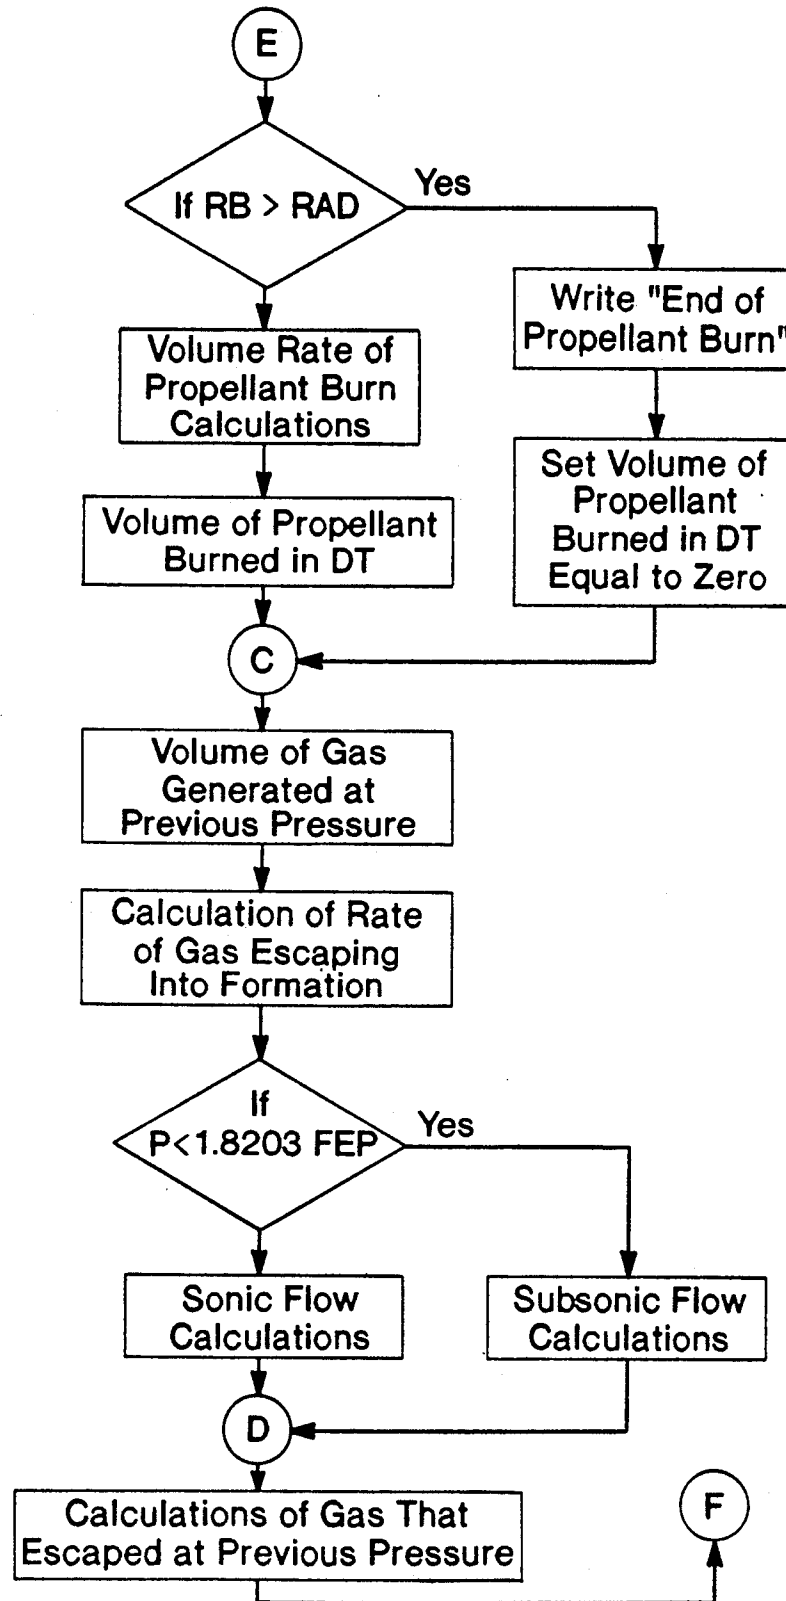 E
If RB > RAD
Yes
Write "End of
Propellant Burn"
Volume Rate of
Propellant Burn
Calculations
Set Volume of
Propellant
Burned in DT
Equal to Zero
Volume of Propellant
Burned in DT
C
Volume of Gas
Generated at
Previous Pressure
Calculation of Rate
of Gas Escaping
Into Formation
If
P<1.8203 FEP
Yes
Sonic Flow
Calculations
Subsonic Flow
Calculations
D
Calculations of Gas That
Escaped at Previous Pressure
F